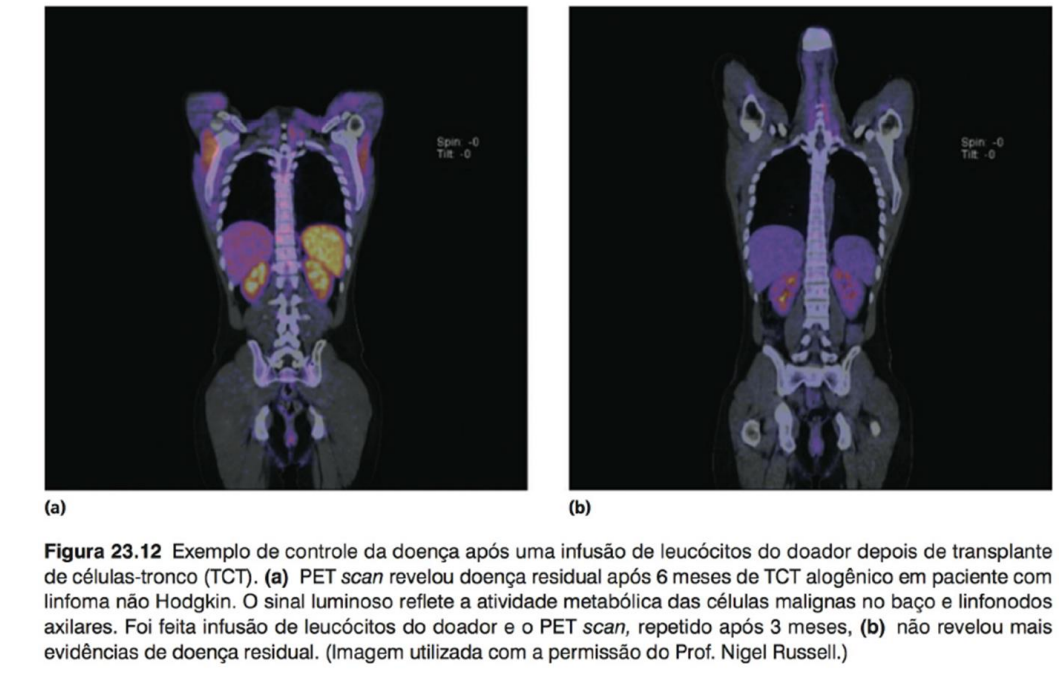 Spin -0
Tilt -0
Spin -0
Tilt -0
(a)
(b)
Figura 23.12 Exemplo de controle da doença após uma infusão de leucócitos do doador depois de transplante
de células-tronco (TCT). (a) PET scan revelou doença residual após 6 meses de TCT alogênico em paciente com
linfoma não Hodgkin. O sinal luminoso reflete a atividade metabólica das células malignas no baço e linfonodos
axilares. Foi feita infusão de leucócitos do doador e o PET scan, repetido após 3 meses, (b) não revelou mais
evidências de doença residual. (Imagem utilizada com a permissão do Prof. Nigel Russell.)